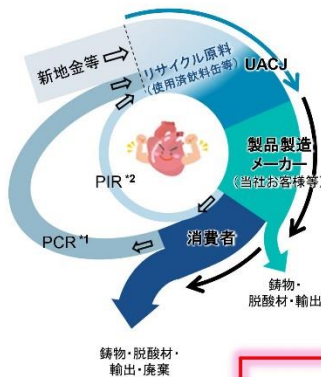 新地金等
リサイクル原料
(使用済飲料缶等)
UACJ
製品製造
メーカー
(当社お客様等)
PIR*2
PCR*1
消費者
鋳物・
脱酸材・輸出
鋳物・脱酸材・
輸出・廃棄